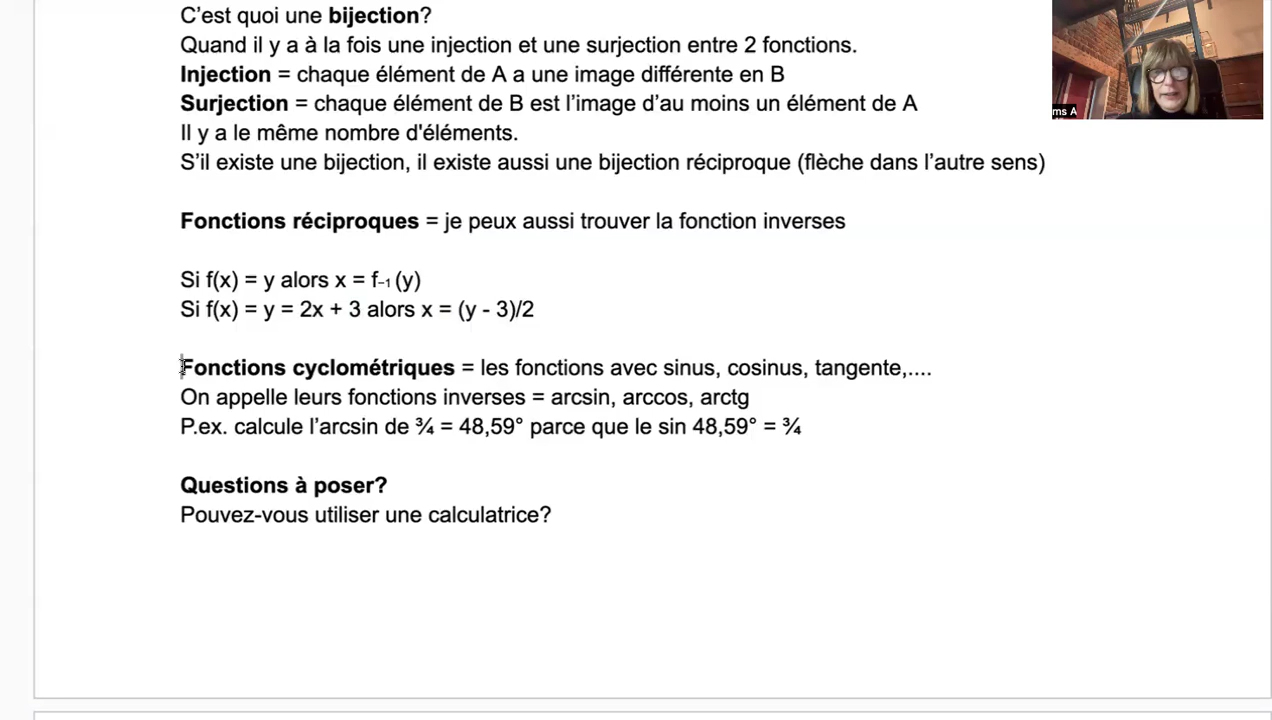 C’est quoi une bijection?
Quand il y a à la fois une injection et une surjection entre 2 fonctions.
Injection = chaque élément de A a une image différente en B
Surjection = chaque élément de B est l’image d’au moins un élément de A
Il y a le même nombre d'éléments.
S’il existe une bijection, il existe aussi une bijection réciproque (flèche dans l’autre sens)
Fonctions réciproques = je peux aussi trouver la fonction inverses
Si f(x) = y alors x = f−1 (y)
Si f(x) = y = 2x + 3 alors x = (y - 3)/2
Fonctions cyclométriques = les fonctions avec sinus, cosinus, tangente,....
On appelle leurs fonctions inverses = arcsin, arccos, arctg
P.ex. calcule l’arcsin de ¾ = 48,59° parce que le sin 48,59° = ¾
Questions à poser?
Pouvez-vous utiliser une calculatrice?
ms A